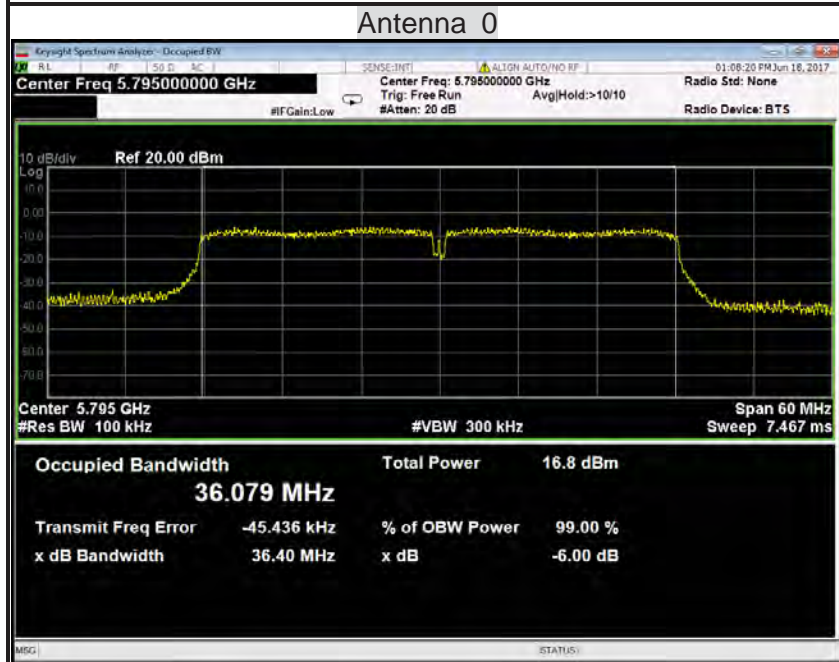 Antenna 0
Keysight Spectrum Analyzer - Occupied BW
RL RF 50 Ω AC SENSE:INT ALIGN AUTO/NO RF 01:08:20 PM Jun 16, 2017
Center Freq 5.795000000 GHz Center Freq: 5.795000000 GHz Radio Std: None
Trig: Free Run Avg|Hold:>10/10
#IFGain:Low #Atten: 20 dB Radio Device: BTS
10 dB/div Ref 20.00 dBm
Log
10.0
0.00
-10.0
-20.0
-30.0
-40.0
-50.0
-60.0
-70.0
Center 5.795 GHz Span 60 MHz
#Res BW 100 kHz #VBW 300 kHz Sweep 7.467 ms
Occupied Bandwidth Total Power 16.8 dBm
36.079 MHz
Transmit Freq Error -45.436 kHz % of OBW Power 99.00 %
x dB Bandwidth 36.40 MHz x dB -6.00 dB
MSG STATUS